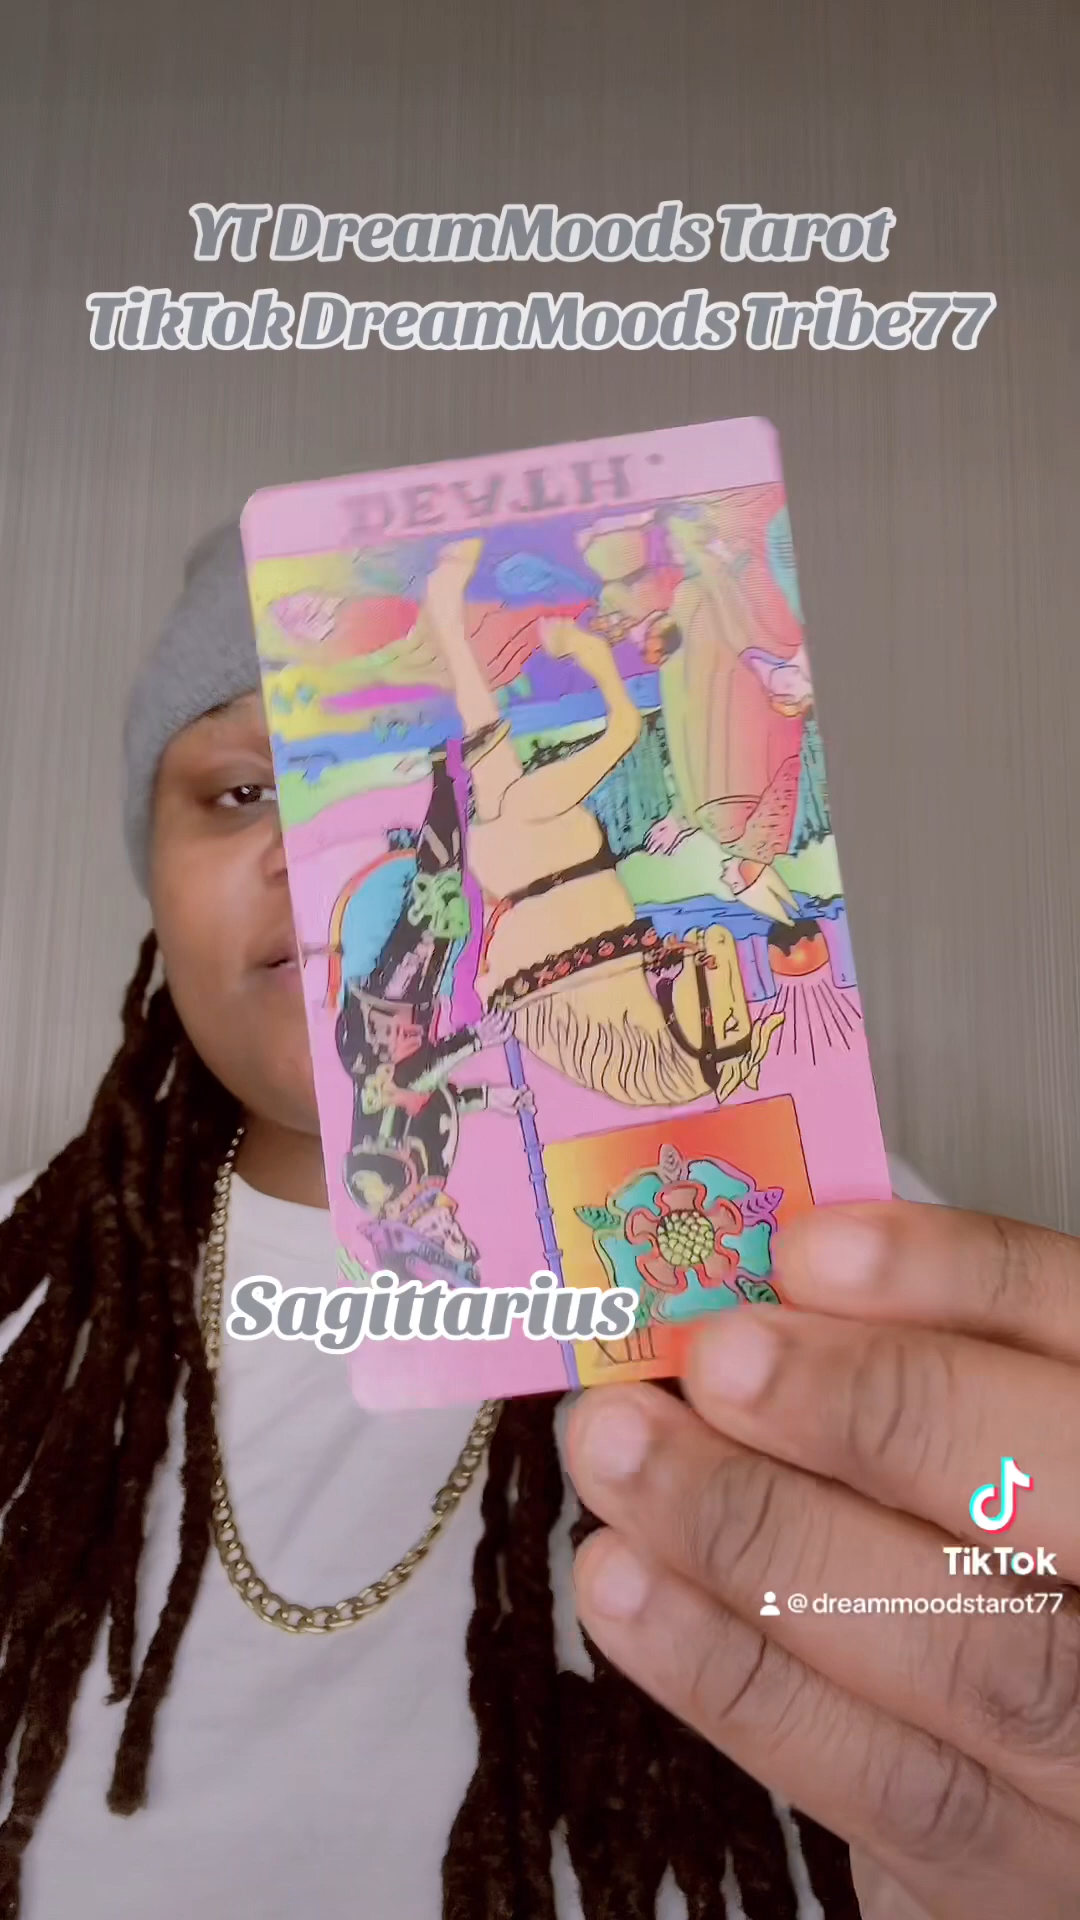 YT DreamMoods Tarot
TikTok DreamMoods Tribe77
DEATH.
Sagittarius
TikTok
@dreammoodstarot77